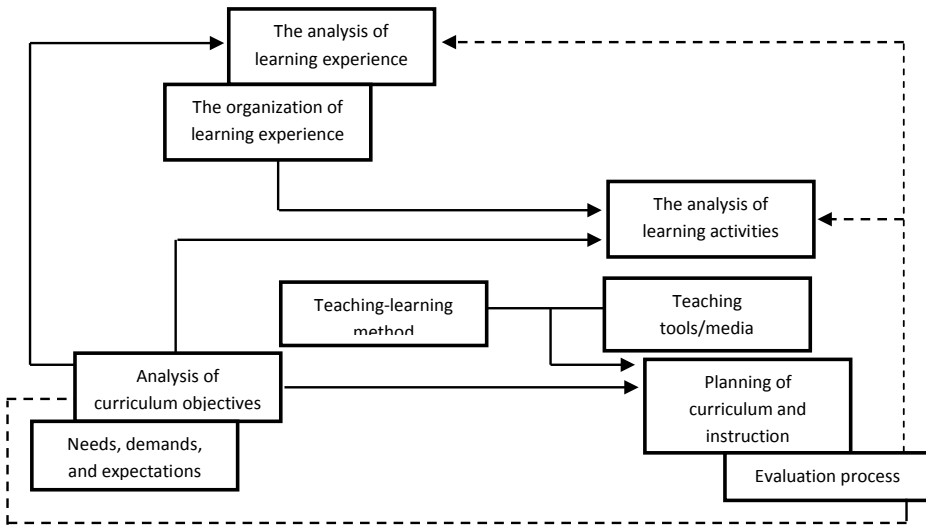 The analysis of
learning experience
The organization of
learning experience
The analysis of
learning activities
Teaching-learning
method
Teaching
tools/media
Analysis of
curriculum objectives
Planning of
curriculum and
instruction
Needs, demands,
and expectations
Evaluation process